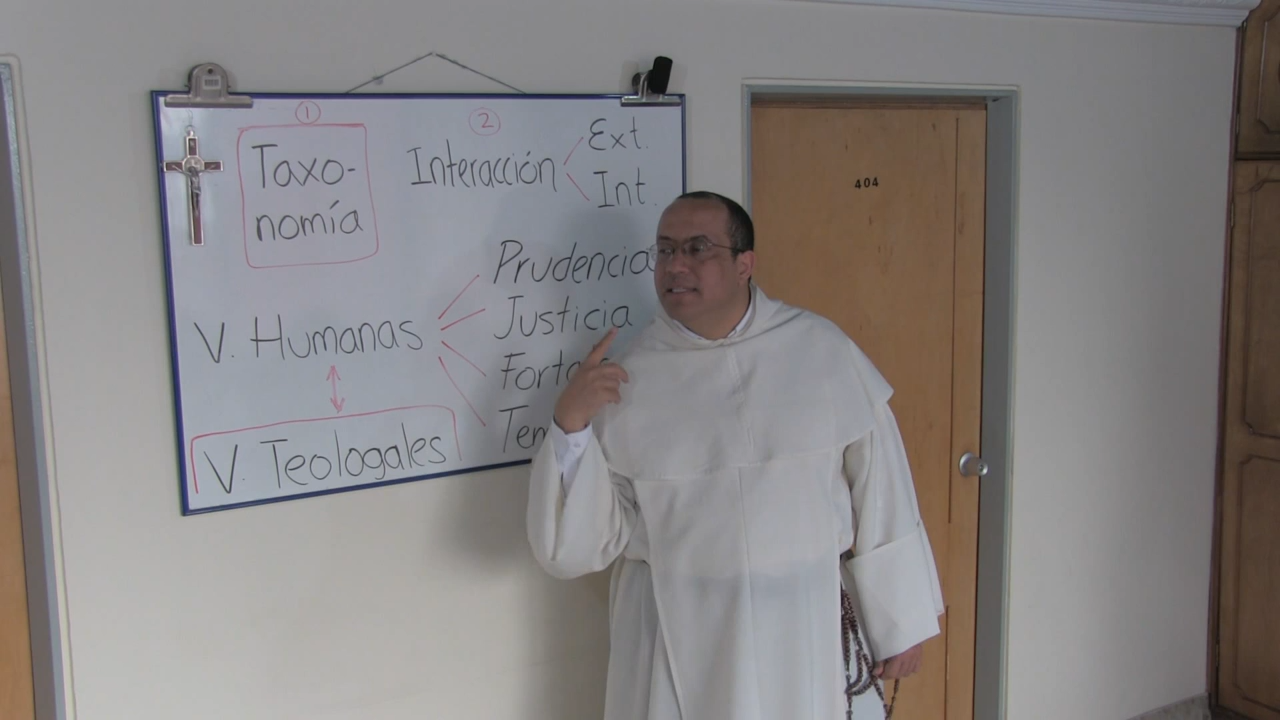 1
Taxo-
nomía
2
Interacción
Ext.
Int.
V. Humanas
Prudencia
Justicia
V. Teologales
404